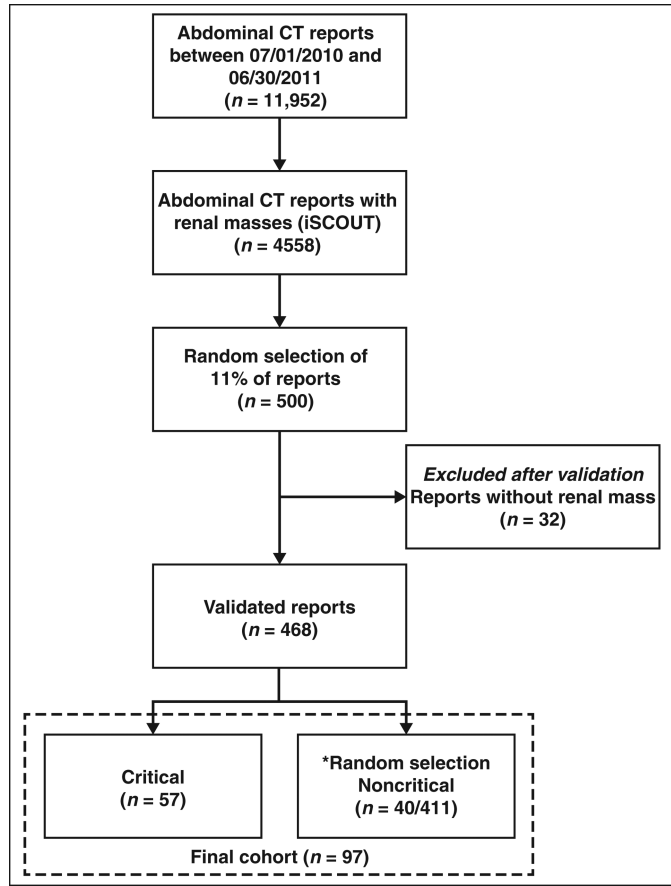 Abdominal CT reports
between 07/01/2010 and
06/30/2011
(n = 11,952)
Abdominal CT reports with
renal masses (iSCOUT)
(n = 4558)
Random selection of
11% of reports
(n = 500)
Excluded after validation
Reports without renal mass
(n = 32)
Validated reports
(n = 468)
Critical
(n = 57)
*Random selection
Noncritical
(n = 40/411)
Final cohort (n = 97)